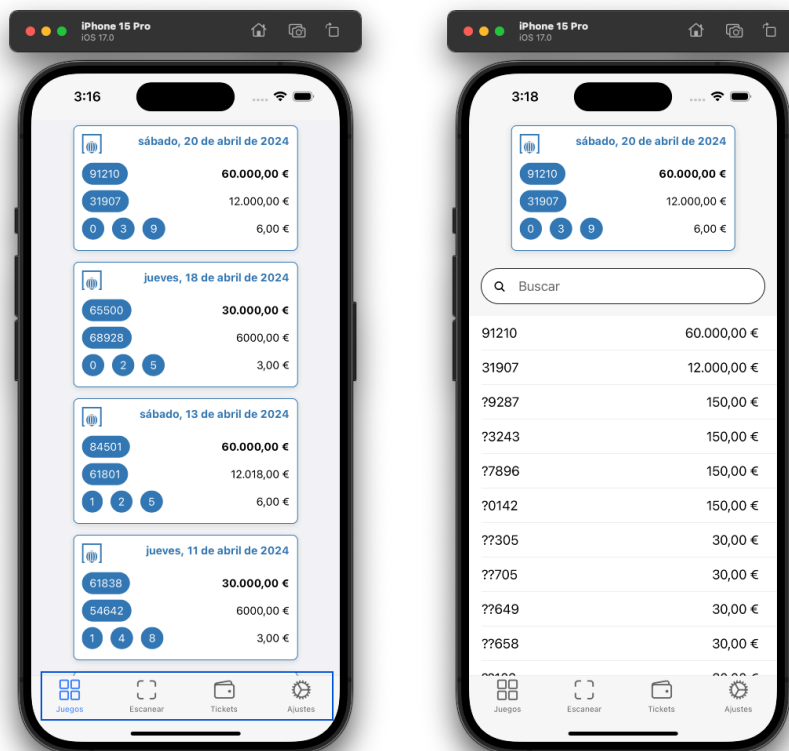 iPhone 15 Pro
iOS 17.0
3:16
sábado, 20 de abril de 2024
91210 60.000,00 €
31907 12.000,00 €
0 3 9 6,00 €
jueves, 18 de abril de 2024
65500 30.000,00 €
68928 6000,00 €
0 2 5 3,00 €
sábado, 13 de abril de 2024
84501 60.000,00 €
61801 12.018,00 €
1 2 5 6,00 €
jueves, 11 de abril de 2024
61838 30.000,00 €
54642 6000,00 €
1 4 8 3,00 €
Juegos Escanear Tickets Ajustes
iPhone 15 Pro
iOS 17.0
3:18
sábado, 20 de abril de 2024
91210 60.000,00 €
31907 12.000,00 €
0 3 9 6,00 €
Buscar
91210 60.000,00 €
31907 12.000,00 €
?9287 150,00 €
?3243 150,00 €
?7896 150,00 €
?0142 150,00 €
??305 30,00 €
??705 30,00 €
??649 30,00 €
??658 30,00 €
Juegos Escanear Tickets Ajustes